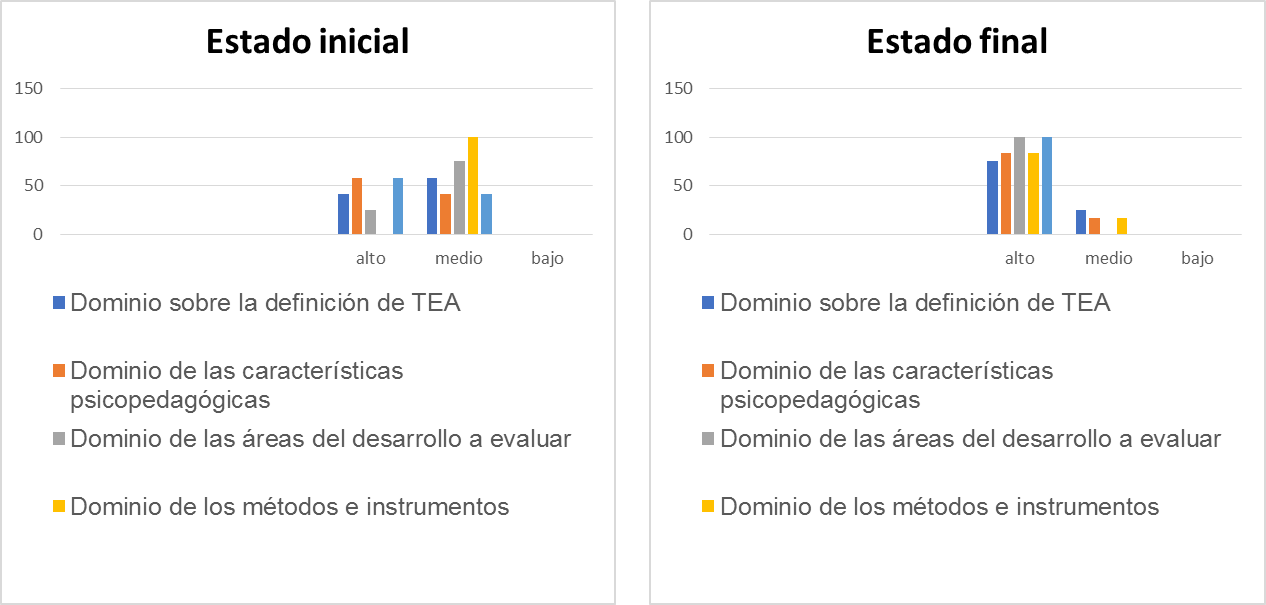 Estado inicial
150
100
50
0
alto medio bajo
Dominio sobre la definición de TEA
Dominio de las características
psicopedagógicas
Dominio de las áreas del desarrollo a evaluar
Dominio de los métodos e instrumentos
Estado final
150
100
50
0
alto medio bajo
Dominio sobre la definición de TEA
Dominio de las características
psicopedagógicas
Dominio de las áreas del desarrollo a evaluar
Dominio de los métodos e instrumentos